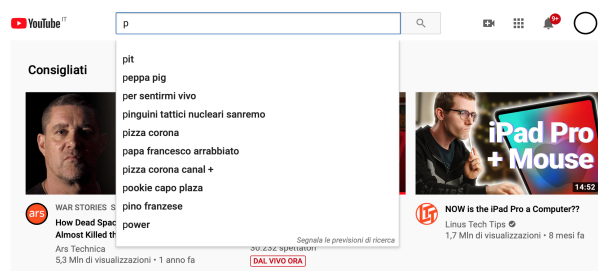 YouTube IT
p
9+
Consigliati
pit
peppa pig
per sentirmi vivo
pinguini tattici nucleari sanremo
pizza corona
papa francesco arrabbiato
pizza corona canal +
pookie capo plaza
pino franzese
power
Segnala le previsioni di ricerca
ars
WAR STORIES S
How Dead Spac
Almost Killed th
Ars Technica
5,3 Mln di visualizzazioni • 1 anno fa
30.232 spettatori
DAL VIVO ORA
iPad Pro
+ Mouse
14:52
NOW is the iPad Pro a Computer??
Linus Tech Tips
1,7 Mln di visualizzazioni • 8 mesi fa